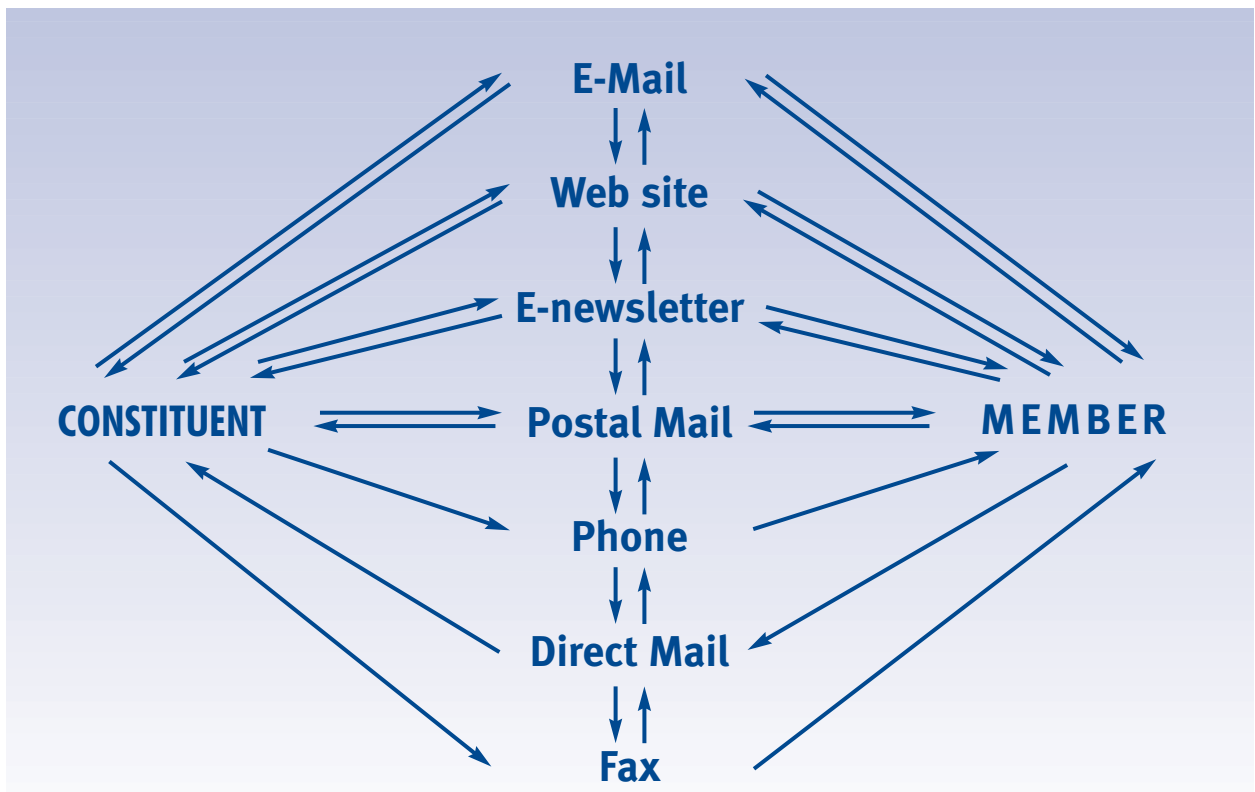 E-Mail
Web site
E-newsletter
CONSTITUENT
Postal Mail
MEMBER
Phone
Direct Mail
Fax